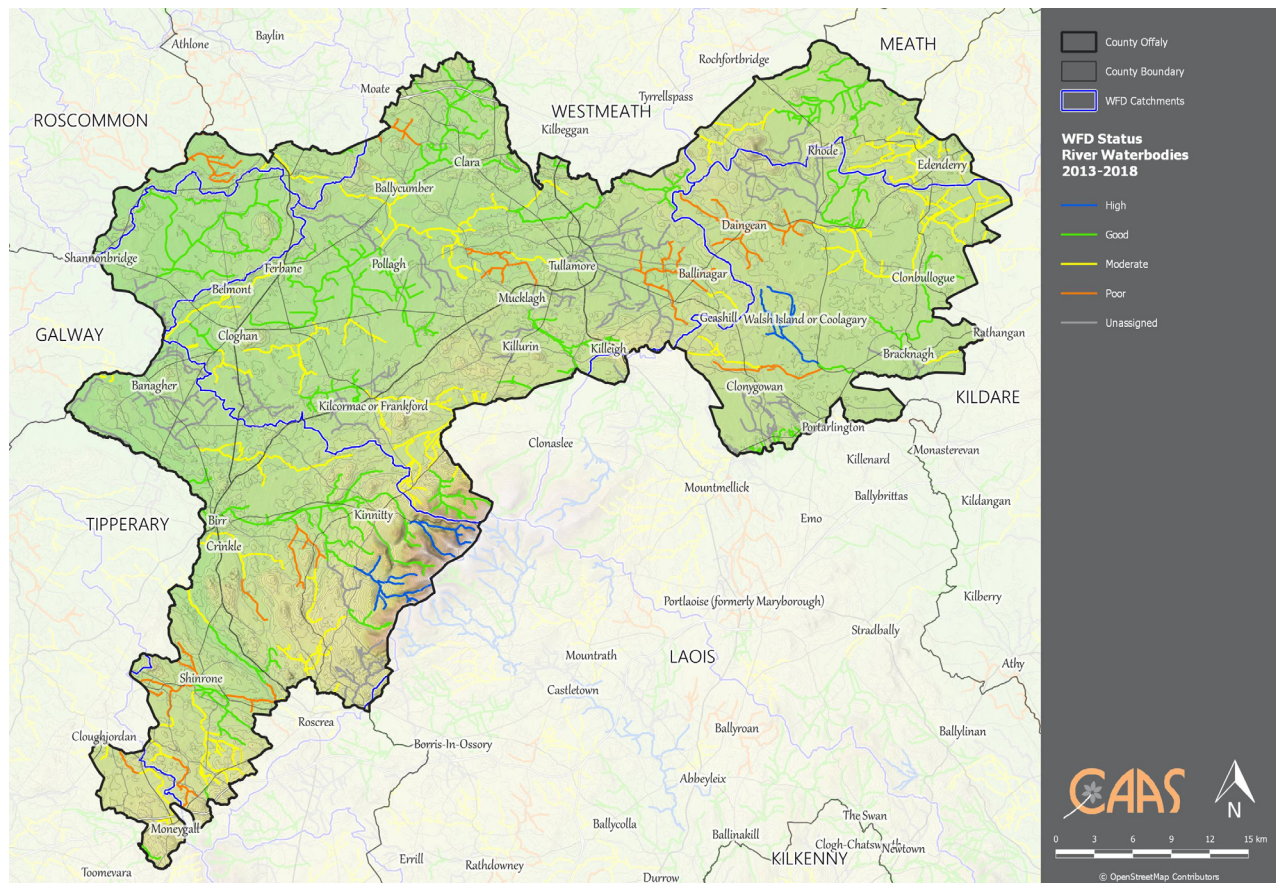 MEATH
Baylin
Athlone
Rochfortbridge
Moate
Tyrrellspass
WESTMEATH
ROSCOMMON
Kilbeggan
Rhode
Clara
Edenderry
Ballycumber
Daingean
Shannonbridge
Pollagh
Tullamore
Ferbane
Ballinagar
Clonbullogue
Belmont
Mucklagh
Geashill
Walsh Island or Coolagary
GALWAY
Cloghan
Rathangan
Killurin
Killeigh
Bracknagh
Banagher
Clonygowan
KILDARE
Kilcormac or Frankford
Portarlington
Clonaslee
Monasterevan
Killenard
Mountmellick
Ballybrittas
Kildangan
TIPPERARY
Birr
Kinnitty
Emo
Crinkle
Kilberry
Portlaoise (formerly Maryborough)
Stradbally
Mountrath
LAOIS
Athy
Shinrone
Castletown
Roscrea
Ballyroan
Ballylinan
Cloughjordan
Borris-In-Ossory
Abbeyleix
The Swan
Moneygall
Ballycolla
Ballinakill
Newtown
KILKENNY
Errill
Rathdowney
Toomevara
Durrow
County Offaly
County Boundary
WFD Catchments
WFD Status
River Waterbodies
2013-2018
High
Good
Moderate
Poor
Unassigned
CAAS
N
0 3 6 9 12 15 km
© OpenStreetMap Contributors